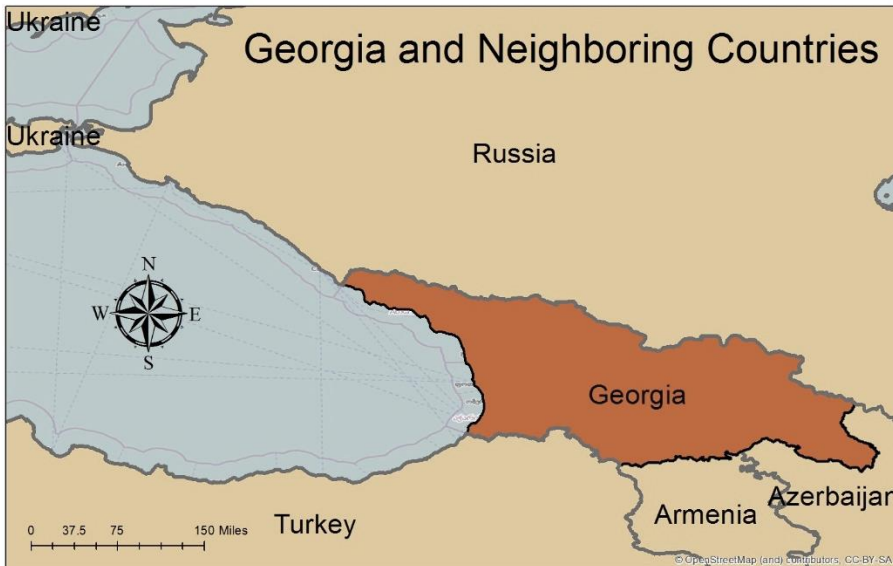 Ukraine
Georgia and Neighboring Countries
Ukraine
Russia
N
W E
S
Georgia
Azerbaijan
Armenia
Turkey
0 37.5 75 150 Miles
© OpenStreetMap (and) contributors, CC-BY-SA